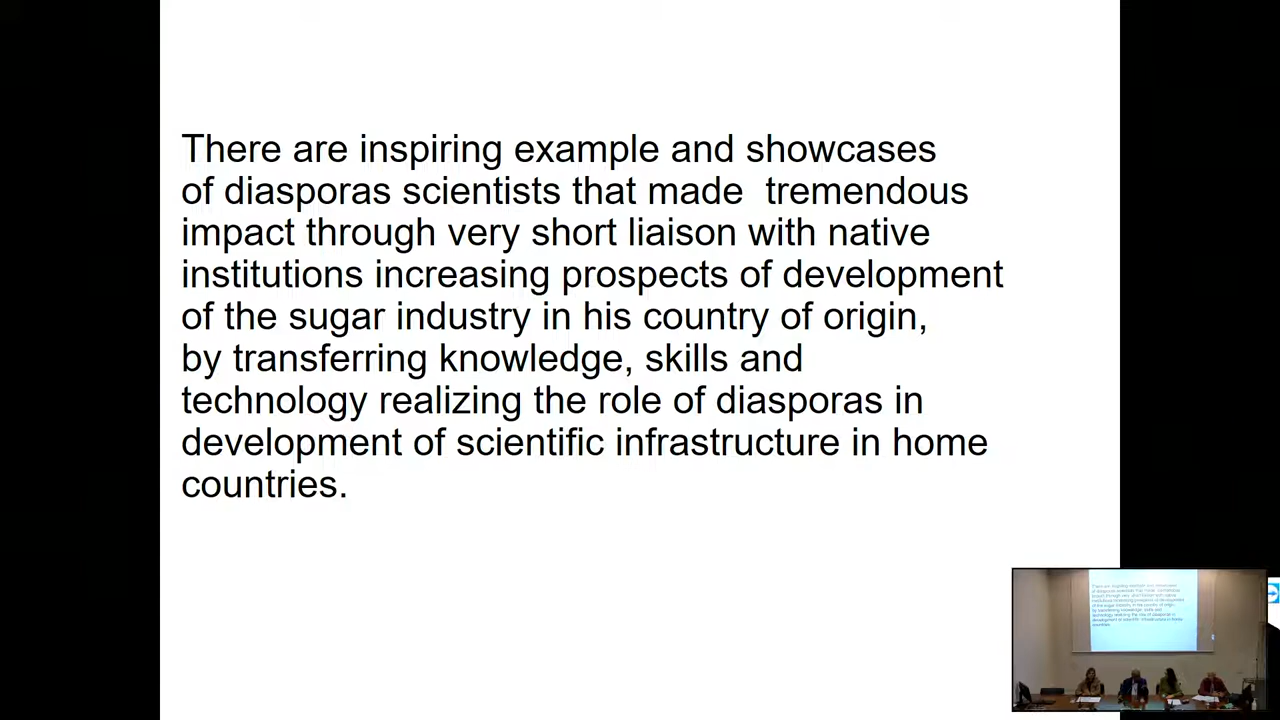 There are inspiring example and showcases
of diasporas scientists that made  tremendous
impact through very short liaison with native
institutions increasing prospects of development
of the sugar industry in his country of origin,
by transferring knowledge, skills and
technology realizing the role of diasporas in
development of scientific infrastructure in home
countries.